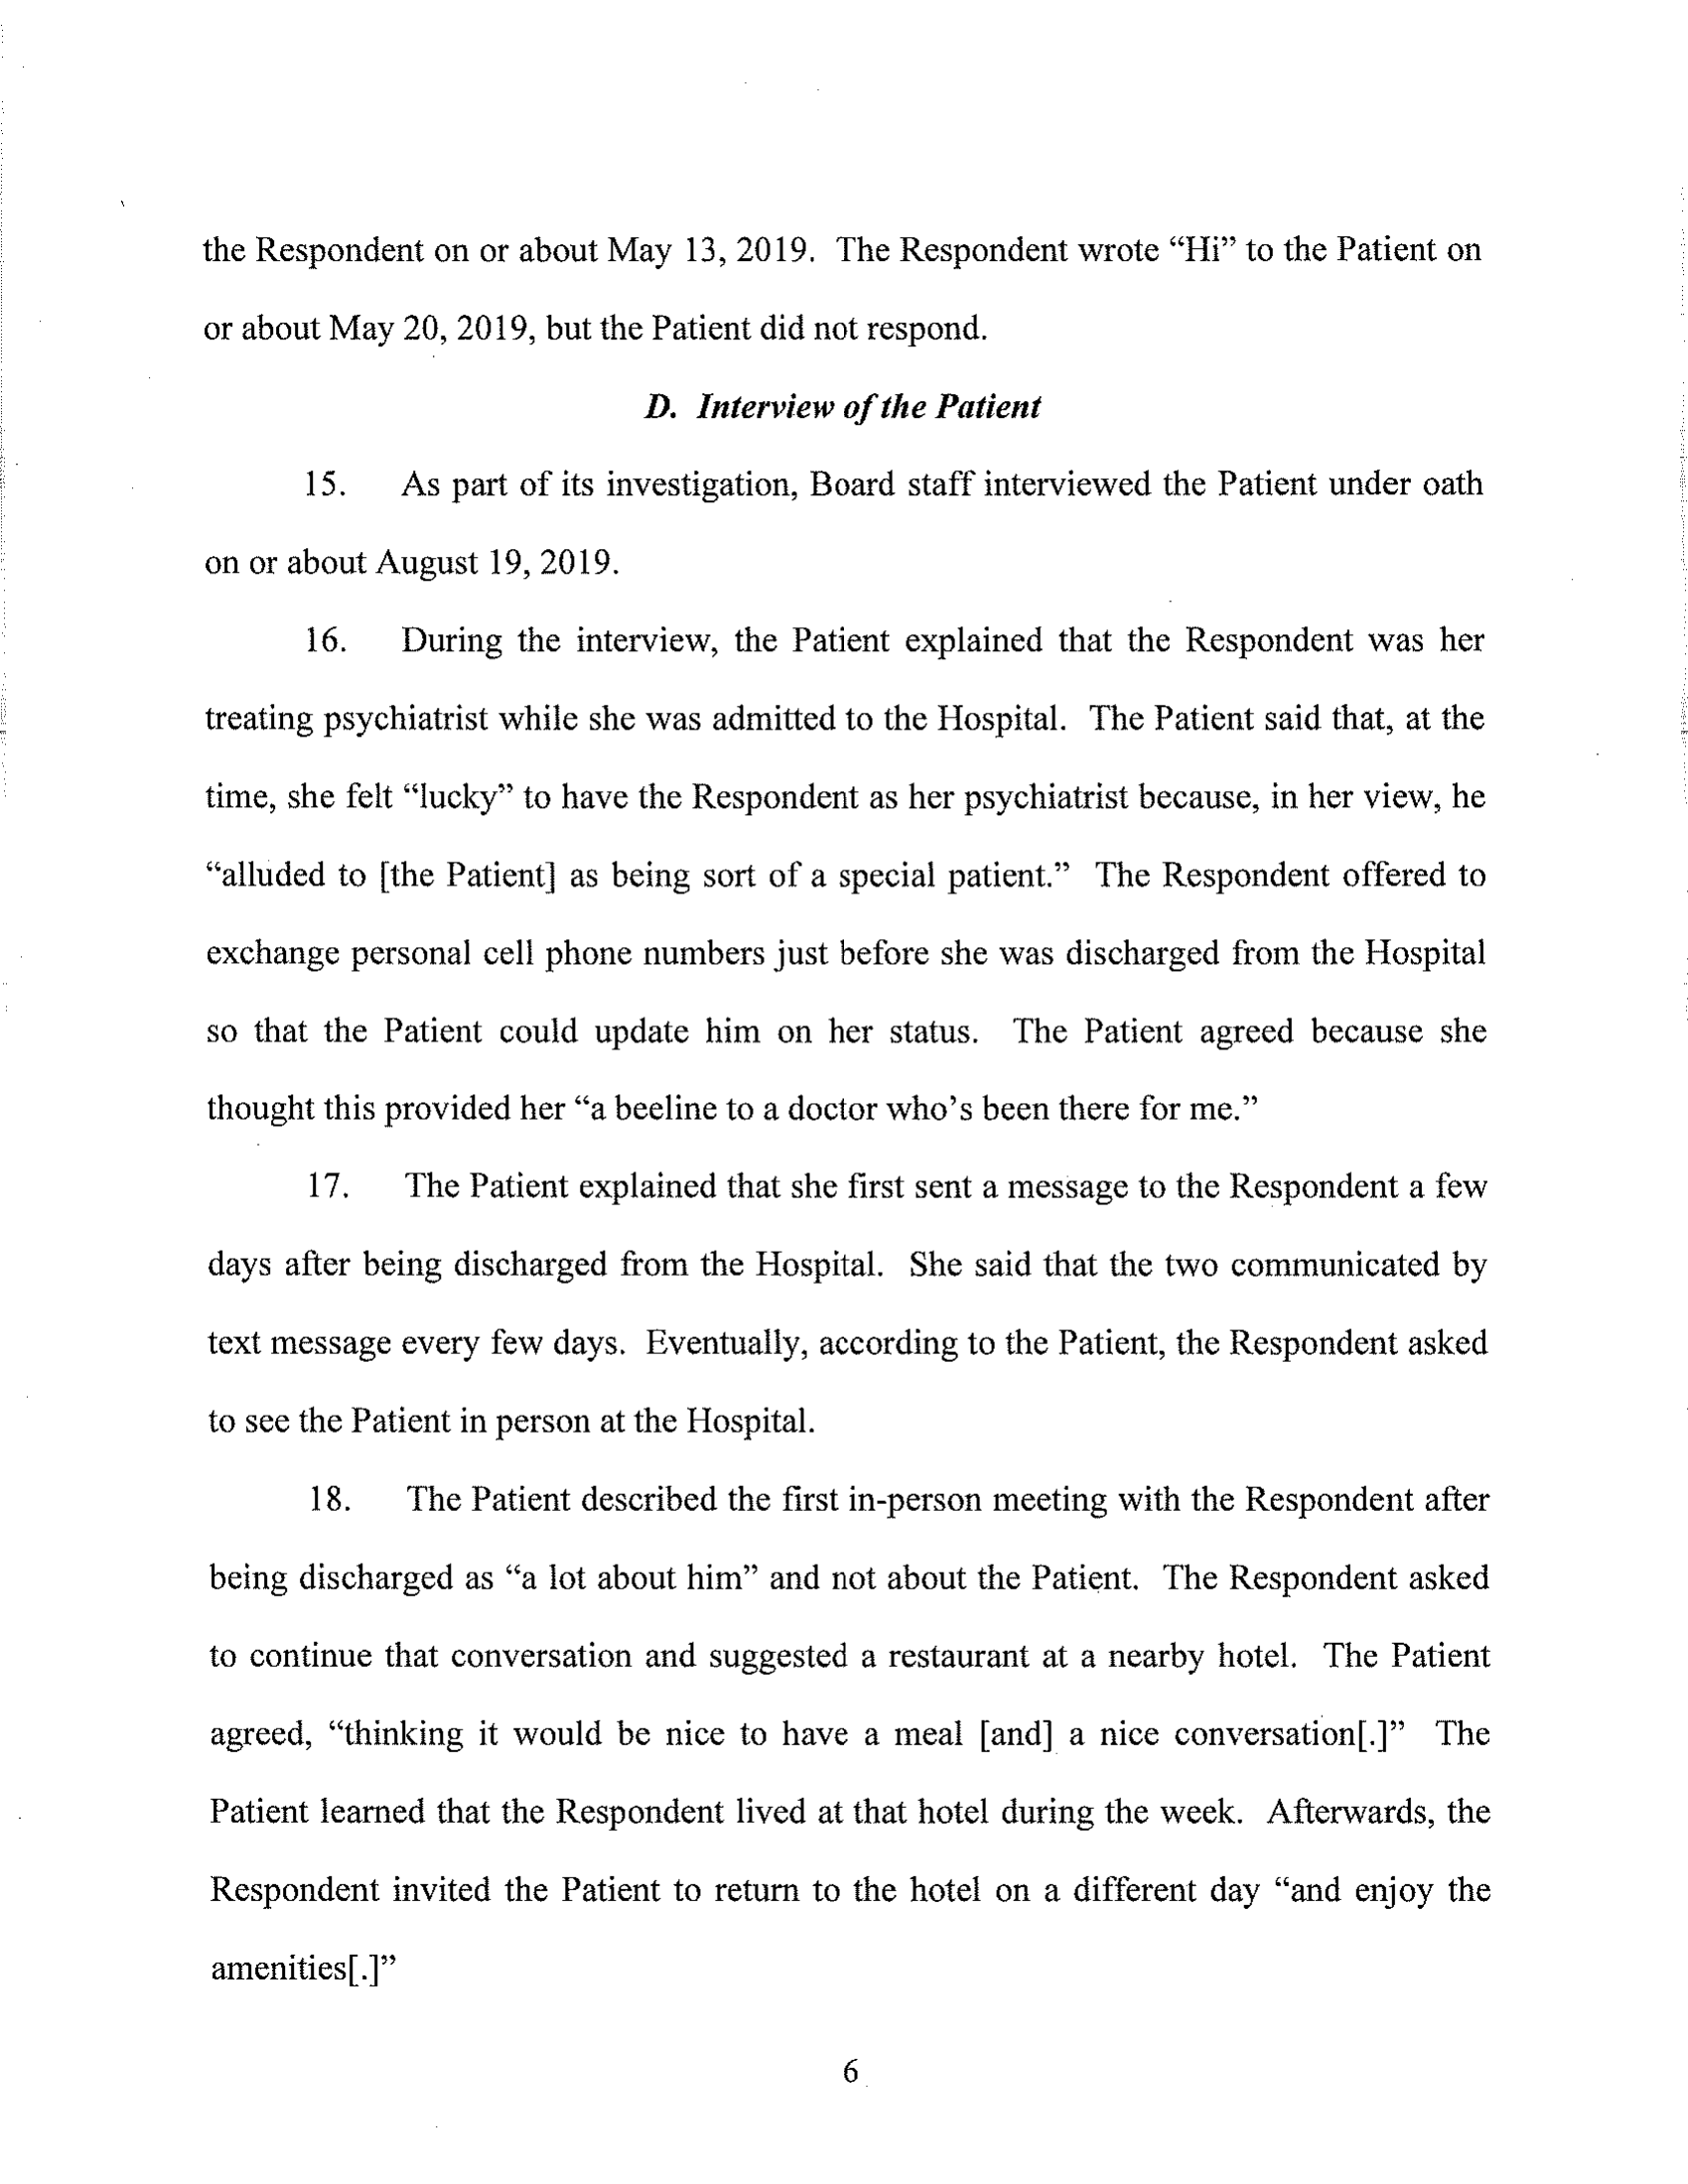 the Respondent on or about May 13, 2019. The Respondent wrote “Hi” to the Patient on
or about May 20, 2019, but the Patient did not respond.
D. Interview of the Patient
15. As part of its investigation, Board staff interviewed the Patient under oath
on or about August 19, 2019.
16. During the interview, the Patient explained that the Respondent was her
treating psychiatrist while she was admitted to the Hospital. The Patient said that, at the
time, she felt “lucky” to have the Respondent as her psychiatrist because, in her view, he
“alluded to [the Patient] as being sort of a special patient.” The Respondent offered to
exchange personal cell phone numbers just before she was discharged from the Hospital
so that the Patient could update him on her status. The Patient agreed because she
thought this provided her “a beeline to a doctor who’s been there for me.”
17. The Patient explained that she first sent a message to the Respondent a few
days after being discharged from the Hospital. She said that the two communicated by
text message every few days. Eventually, according to the Patient, the Respondent asked
to see the Patient in person at the Hospital.
18. The Patient described the first in-person meeting with the Respondent after
being discharged as “a lot about him” and not about the Patient. The Respondent asked
to continue that conversation and suggested a restaurant at a nearby hotel. The Patient
agreed, “thinking it would be nice to have a meal [and] a nice conversation[.]” The
Patient learned that the Respondent lived at that hotel during the week. Afterwards, the
Respondent invited the Patient to return to the hotel on a different day “and enjoy the
amenities[.]”
6